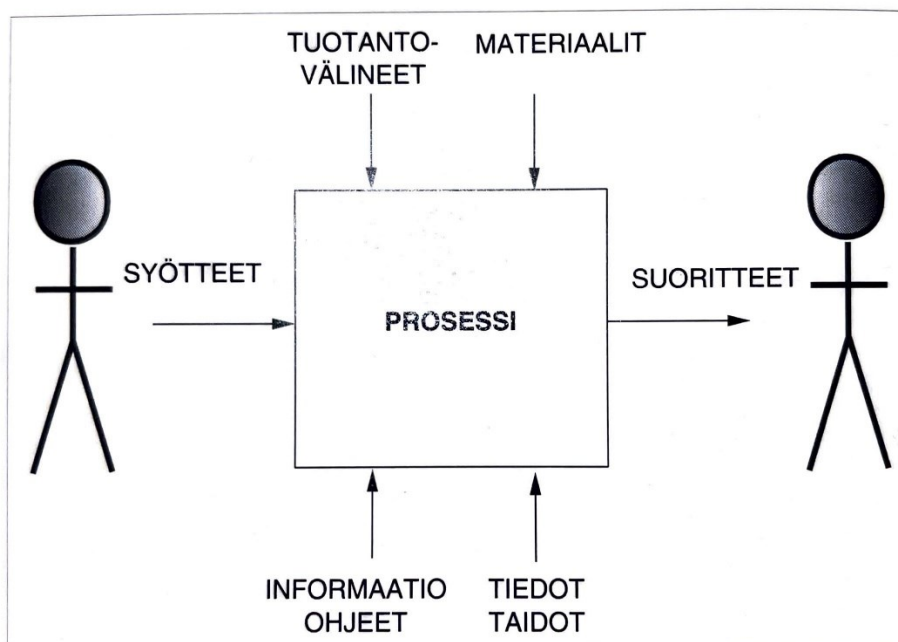 TUOTANTO-
VÄLINEET
MATERIAALIT
SYÖTTEET
PROSESSI
SUORITTEET
INFORMAATIO
OHJEET
TIEDOT
TAIDOT